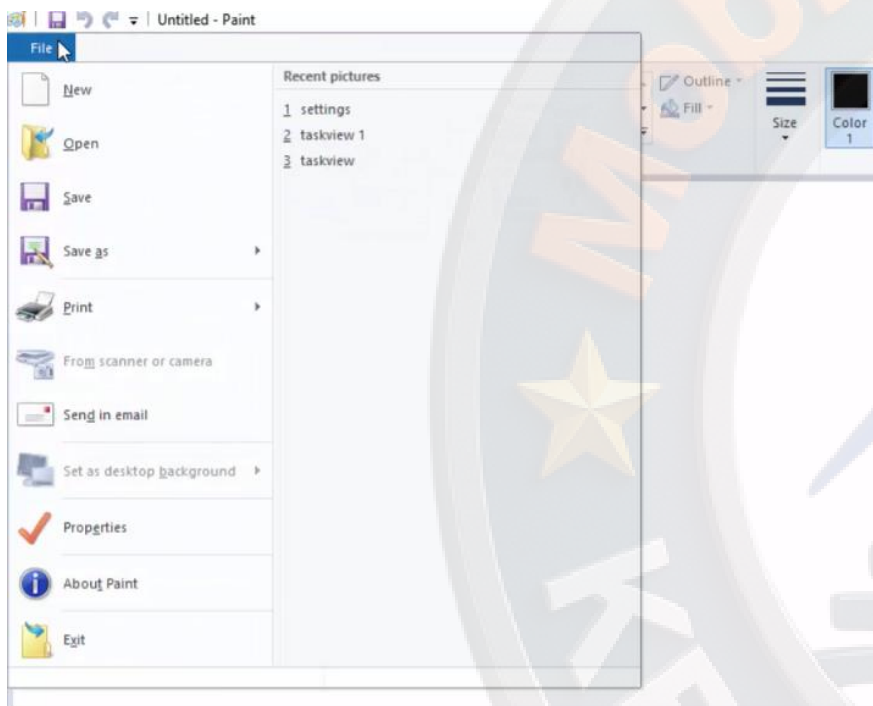 Untitled - Paint
File
New
Open
Save
Save as
Print
From scanner or camera
Send in email
Set as desktop background
Properties
About Paint
Exit
Recent pictures
1 settings
2 taskview 1
3 taskview
Outline
Fill
Size
Color
1